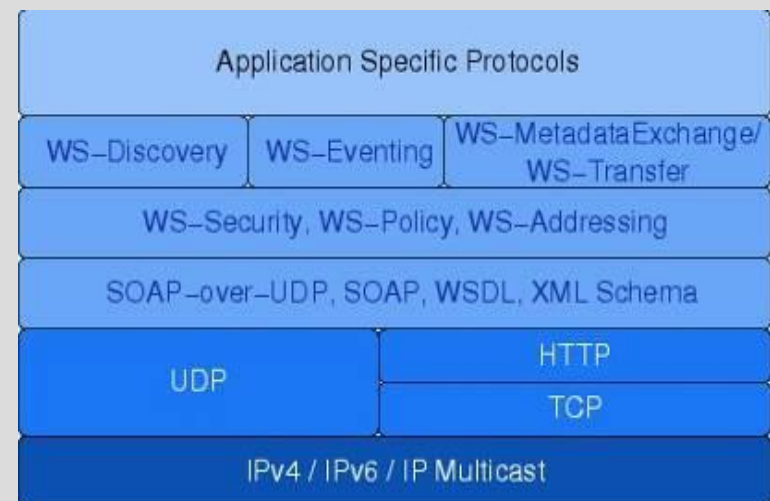 Application Specific Protocols
WS–Discovery
WS–Eventing
WS–MetadataExchange/
WS–Transfer
WS–Security, WS–Policy, WS–Addressing
SOAP–over–UDP, SOAP, WSDL, XML Schema
UDP
HTTP
TCP
IPv4 / IPv6 / IP Multicast